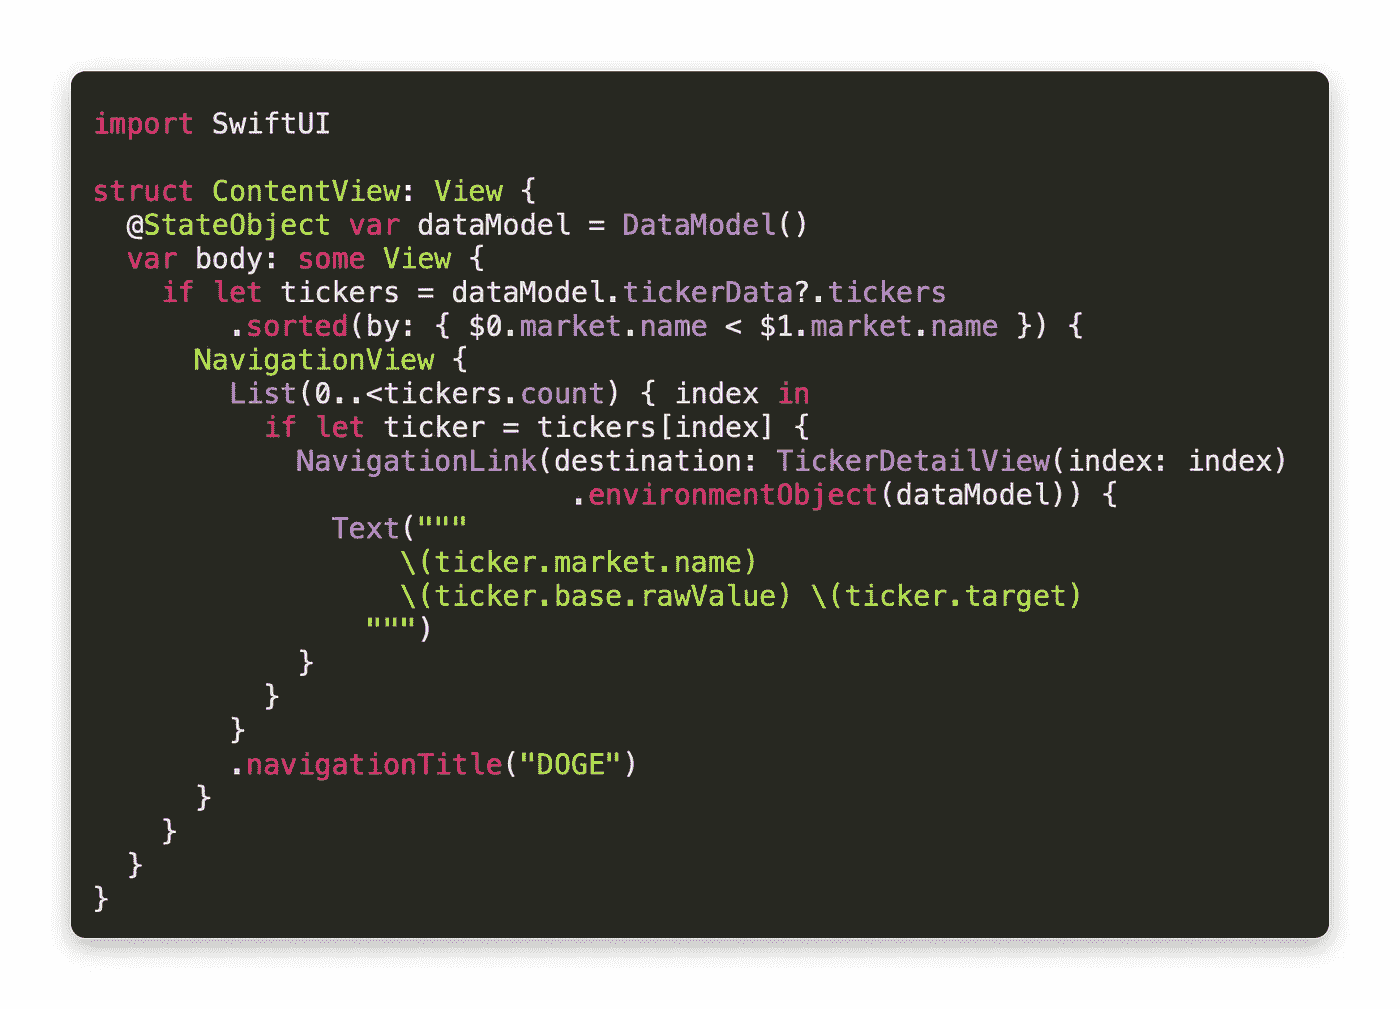 import SwiftUI

struct ContentView: View {
  @StateObject var dataModel = DataModel()
  var body: some View {
    if let tickers = dataModel.tickerData?.tickers
        .sorted(by: { $0.market.name < $1.market.name }) {
      NavigationView {
        List(0..<tickers.count) { index in
          if let ticker = tickers[index] {
            NavigationLink(destination: TickerDetailView(index: index)
                            .environmentObject(dataModel)) {
              Text("""
                  \(ticker.market.name)
                  \(ticker.base.rawValue) \(ticker.target)
                """)
            }
          }
        }
        .navigationTitle("DOGE")
      }
    }
  }
}